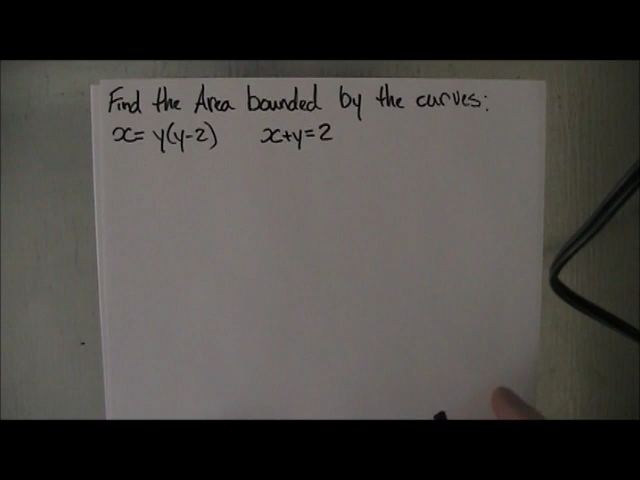 Find the Area bounded by the curves:
x= y(y-2) x+y=2